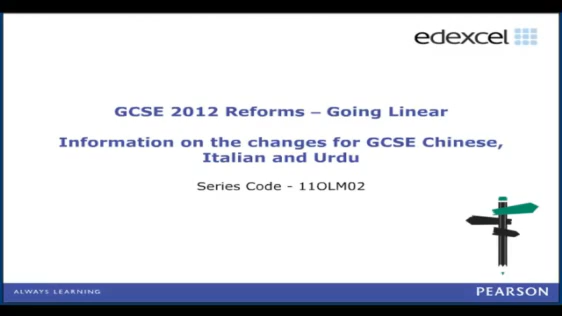 edexcel
GCSE 2012 Reforms – Going Linear
Information on the changes for GCSE Chinese,
Italian and Urdu
Series Code - 11OLM02
ALWAYS LEARNING
PEARSON